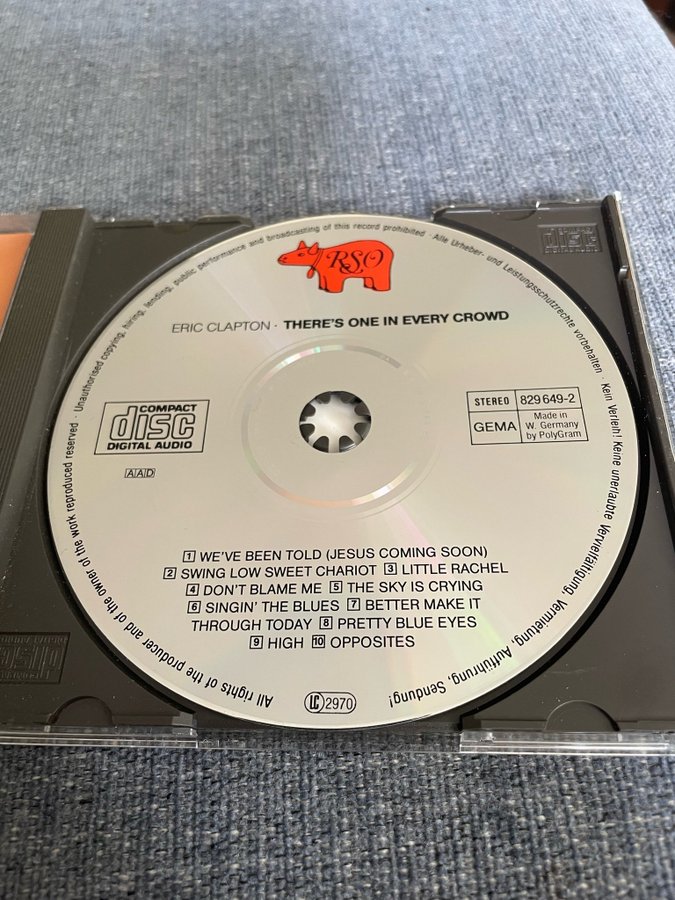 RSO
Unauthorised copying, hiring, lending, public performance and broadcasting of this record prohibited · Alle Urheber- und Leistungsschutzrechte vorbehalten · Kein Verleih! Keine unerlaubte Vervielfältigung, Vermietung, Aufführung, Sendung!
ERIC CLAPTON · THERE'S ONE IN EVERY CROWD
COMPACT
disc
DIGITAL AUDIO
AAD
STEREO 829 649-2
GEMA Made in
W. Germany
by PolyGram
1 WE'VE BEEN TOLD (JESUS COMING SOON)
2 SWING LOW SWEET CHARIOT 3 LITTLE RACHEL
4 DON'T BLAME ME 5 THE SKY IS CRYING
6 SINGIN' THE BLUES 7 BETTER MAKE IT
THROUGH TODAY 8 PRETTY BLUE EYES
9 HIGH 10 OPPOSITES
All rights of the producer and of the owner of the work reproduced reserved ·
LC 2970
COMPACT
disc
DIGITAL AUDIO